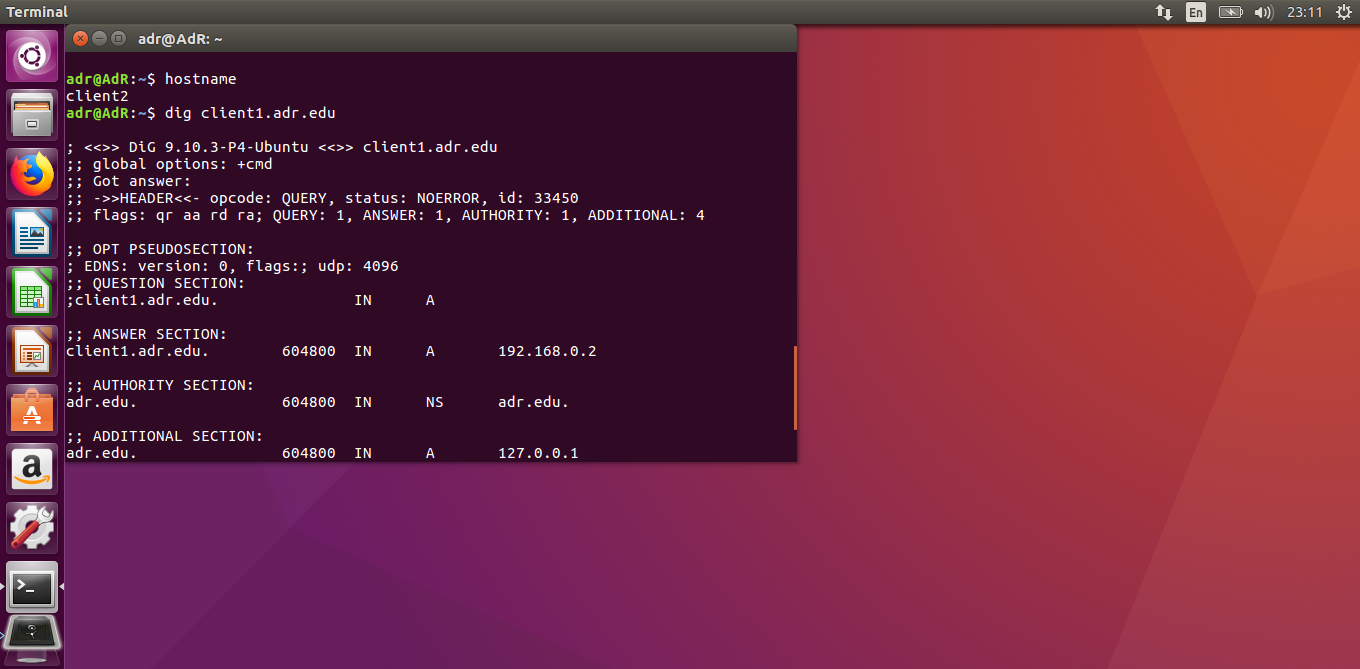 Terminal
En
23:11
adr@AdR: ~
adr@AdR:~$ hostname
client2
adr@AdR:~$ dig client1.adr.edu
; <<>> DiG 9.10.3-P4-Ubuntu <<>> client1.adr.edu
;; global options: +cmd
;; Got answer:
;; ->>HEADER<<- opcode: QUERY, status: NOERROR, id: 33450
;; flags: qr aa rd ra; QUERY: 1, ANSWER: 1, AUTHORITY: 1, ADDITIONAL: 4
;; OPT PSEUDOSECTION:
; EDNS: version: 0, flags:; udp: 4096
;; QUESTION SECTION:
;client1.adr.edu. IN A
;; ANSWER SECTION:
client1.adr.edu. 604800 IN A 192.168.0.2
;; AUTHORITY SECTION:
adr.edu. 604800 IN NS adr.edu.
;; ADDITIONAL SECTION:
adr.edu. 604800 IN A 127.0.0.1